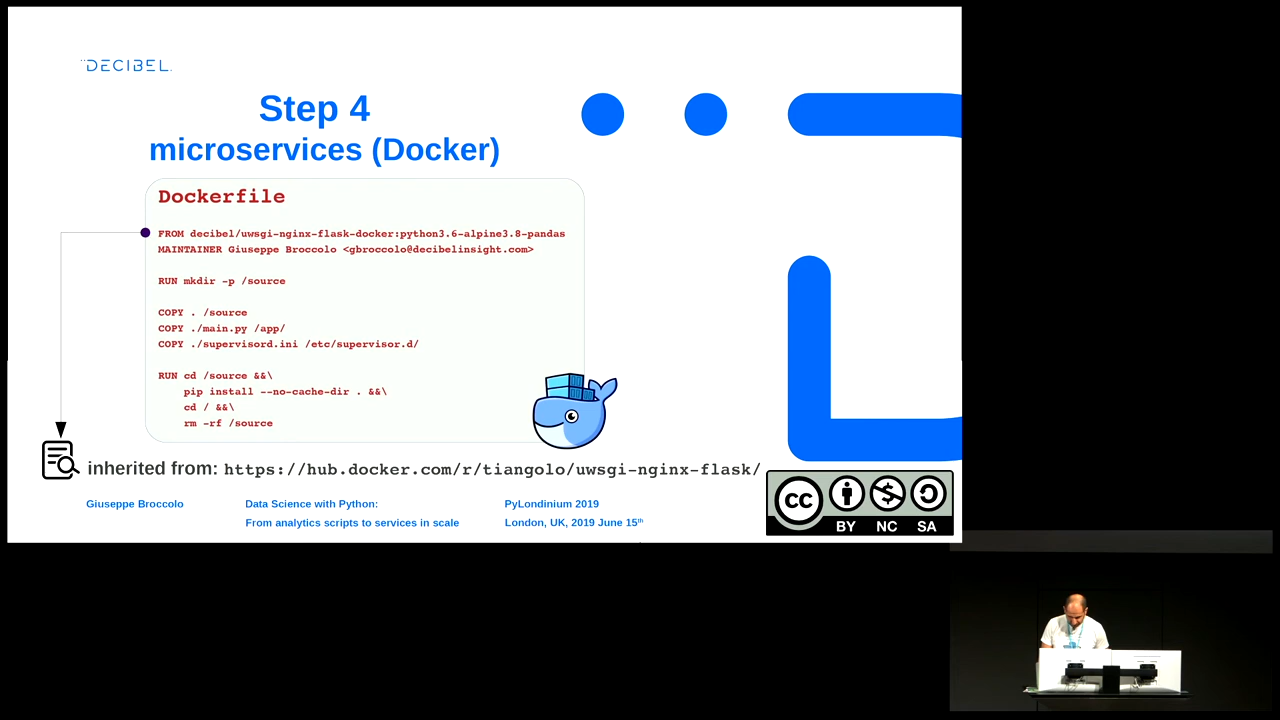 DECIBEL
Step 4
microservices (Docker)
Dockerfile
FROM decibel/uwsgi-nginx-flask-docker:python3.6-alpine3.8-pandas
MAINTAINER Giuseppe Broccolo <gbroccolo@decibelinsight.com>
RUN mkdir -p /source
COPY . /source
COPY ./main.py /app/
COPY ./supervisord.ini /etc/supervisor.d/
RUN cd /source &&\
pip install --no-cache-dir . &&\
cd / &&\
rm -rf /source
inherited from: https://hub.docker.com/r/tiangolo/uwsgi-nginx-flask/
Giuseppe Broccolo
Data Science with Python:
From analytics scripts to services in scale
PyLondinium 2019
London, UK, 2019 June 15th
CC
BY NC SA